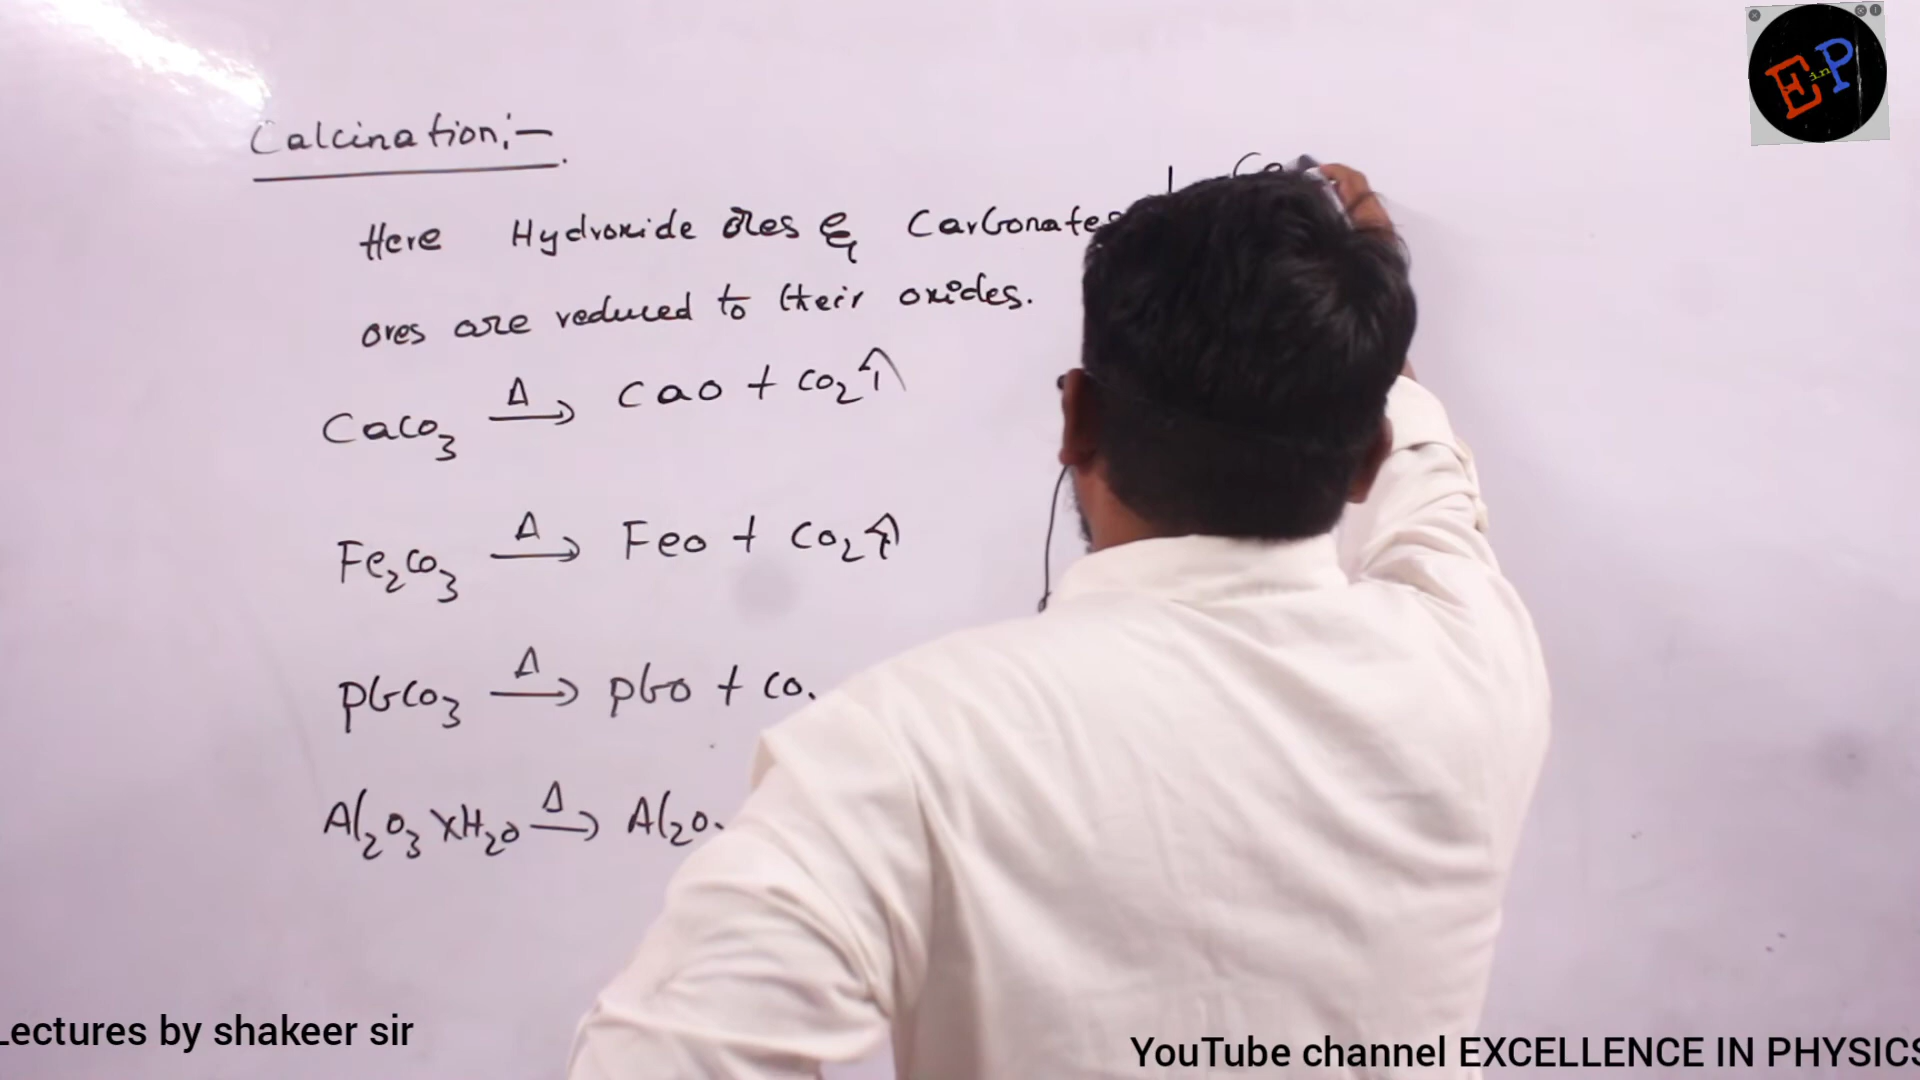 Calcination:-
Here Hydroxide ores & Carbonates
ores are reduced to their oxides.
CaCO3 Δ→ CaO + CO2↑
Fe2CO3 Δ→ FeO + CO2↑
PbCO3 Δ→ PbO + CO
Al2O3 XH2O Δ→ Al2O
E in P
Lectures by shakeer sir
YouTube channel EXCELLENCE IN PHYSICS